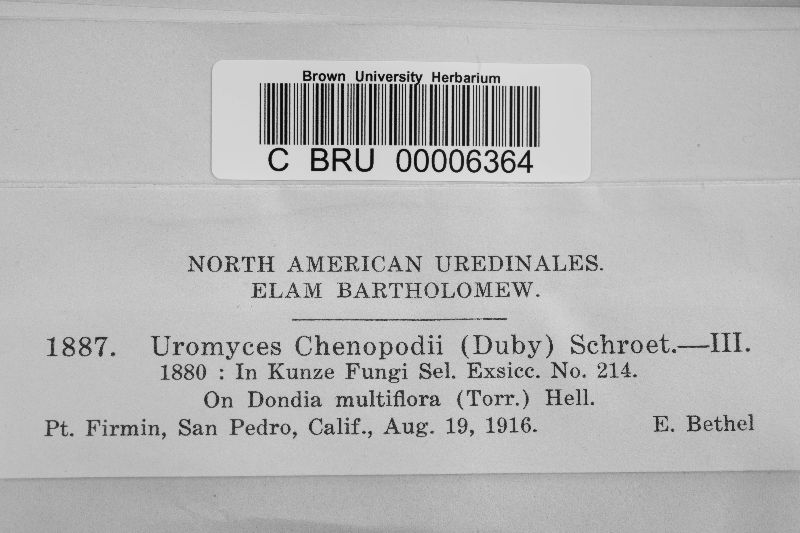 Brown University Herbarium
C BRU 00006364
NORTH AMERICAN UREDINALES.
ELAM BARTHOLOMEW.
1887. Uromyces Chenopodii (Duby) Schroet.—III.
1880 : In Kunze Fungi Sel. Exsicc. No. 214.
On Dondia multiflora (Torr.) Hell.
Pt. Firmin, San Pedro, Calif., Aug. 19, 1916. E. Bethel